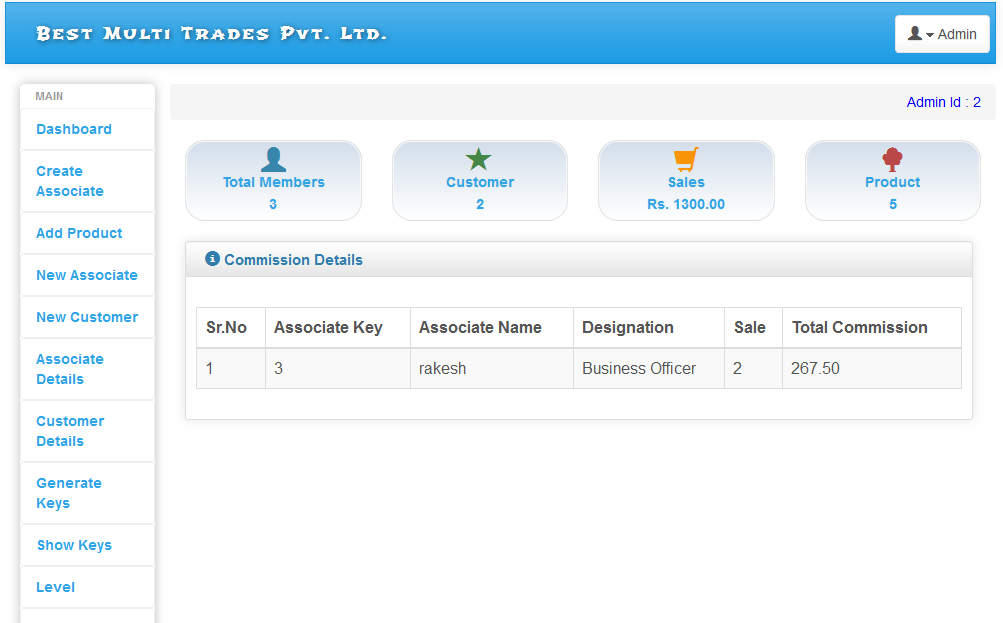 Best Multi Trades Pvt. Ltd.
Admin
MAIN
Dashboard
Create
Associate
Add Product
New Associate
New Customer
Associate
Details
Customer
Details
Generate
Keys
Show Keys
Level
Admin Id : 2
Total Members
3
Customer
2
Sales
Rs. 1300.00
Product
5
Commission Details
Sr.No Associate Key Associate Name Designation Sale Total Commission
1 3 rakesh Business Officer 2 267.50